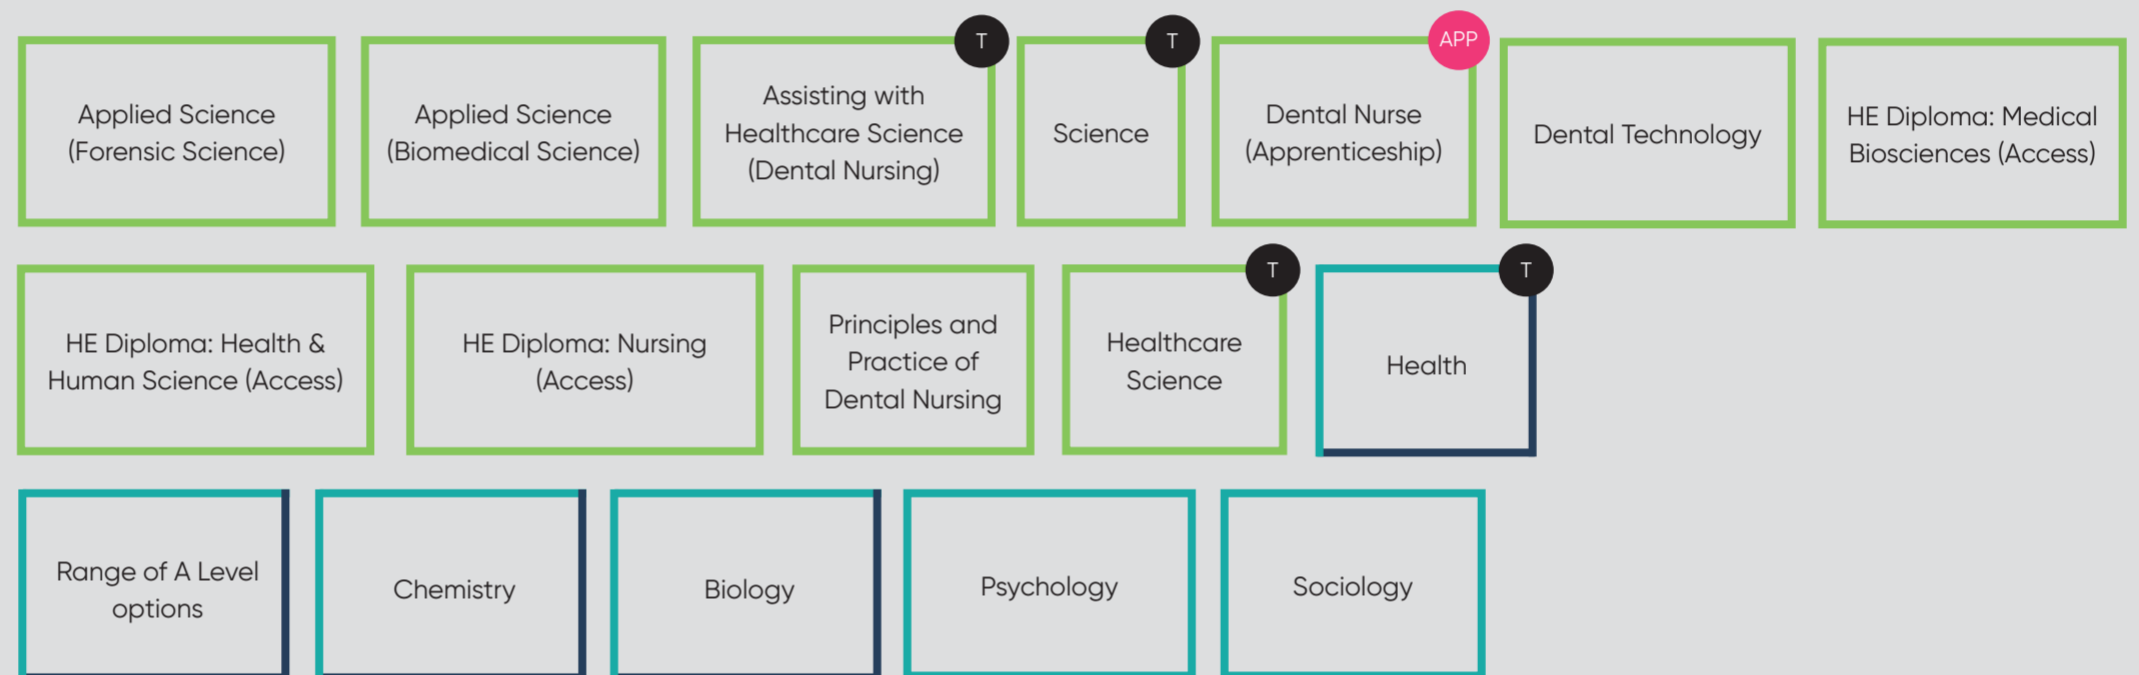 T
T
APP
Applied Science
(Forensic Science)
Applied Science
(Biomedical Science)
Assisting with
Healthcare Science
(Dental Nursing)
Science
Dental Nurse
(Apprenticeship)
Dental Technology
HE Diploma: Medical
Biosciences (Access)
T
T
HE Diploma: Health &
Human Science (Access)
HE Diploma: Nursing
(Access)
Principles and
Practice of
Dental Nursing
Healthcare
Science
Health
Range of A Level
options
Chemistry
Biology
Psychology
Sociology